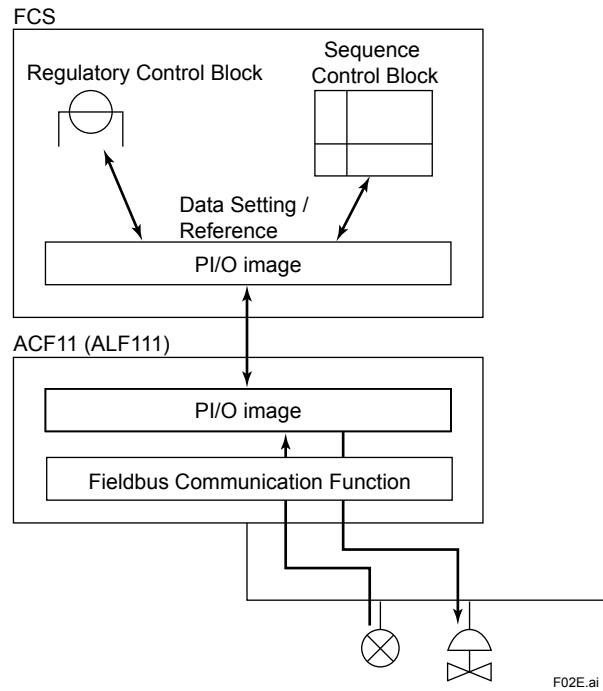 FCS
Regulatory Control Block
Sequence
Control Block
Data Setting /
Reference
PI/O image
ACF11 (ALF111)
PI/O image
Fieldbus Communication Function
F02E.ai